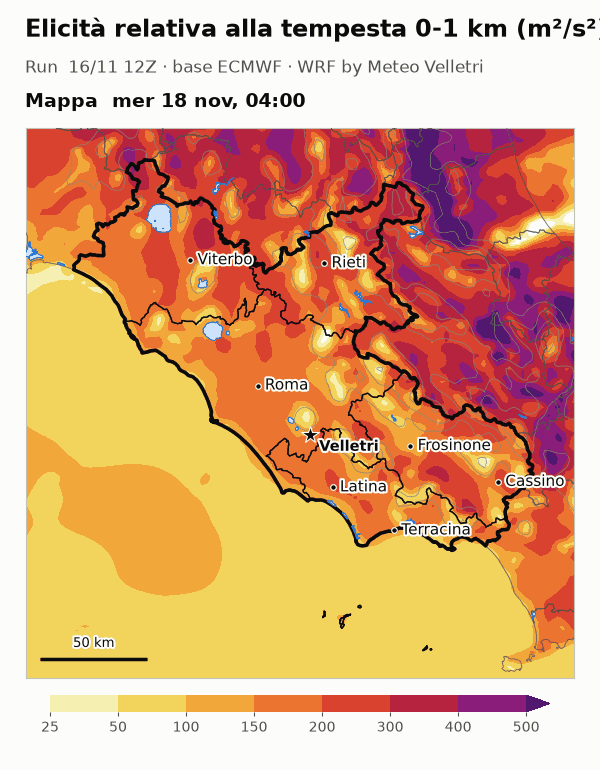 Elicità relativa alla tempesta 0-1 km (m²/s²)
Run  16/11 12Z · base ECMWF · WRF by Meteo Velletri
Mappa  mer 18 nov, 04:00
Viterbo
Rieti
Roma
Velletri
Frosinone
Cassino
Latina
Terracina
50 km
25 50 100 150 200 300 400 500